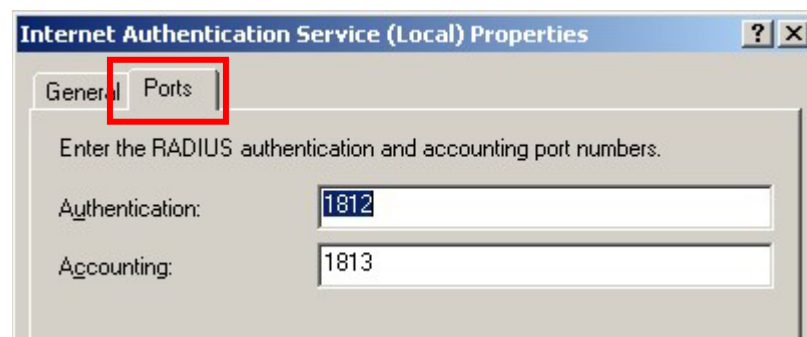 Internet Authentication Service (Local) Properties ? X
General Ports
Enter the RADIUS authentication and accounting port numbers.
Authentication: 1812
Accounting: 1813